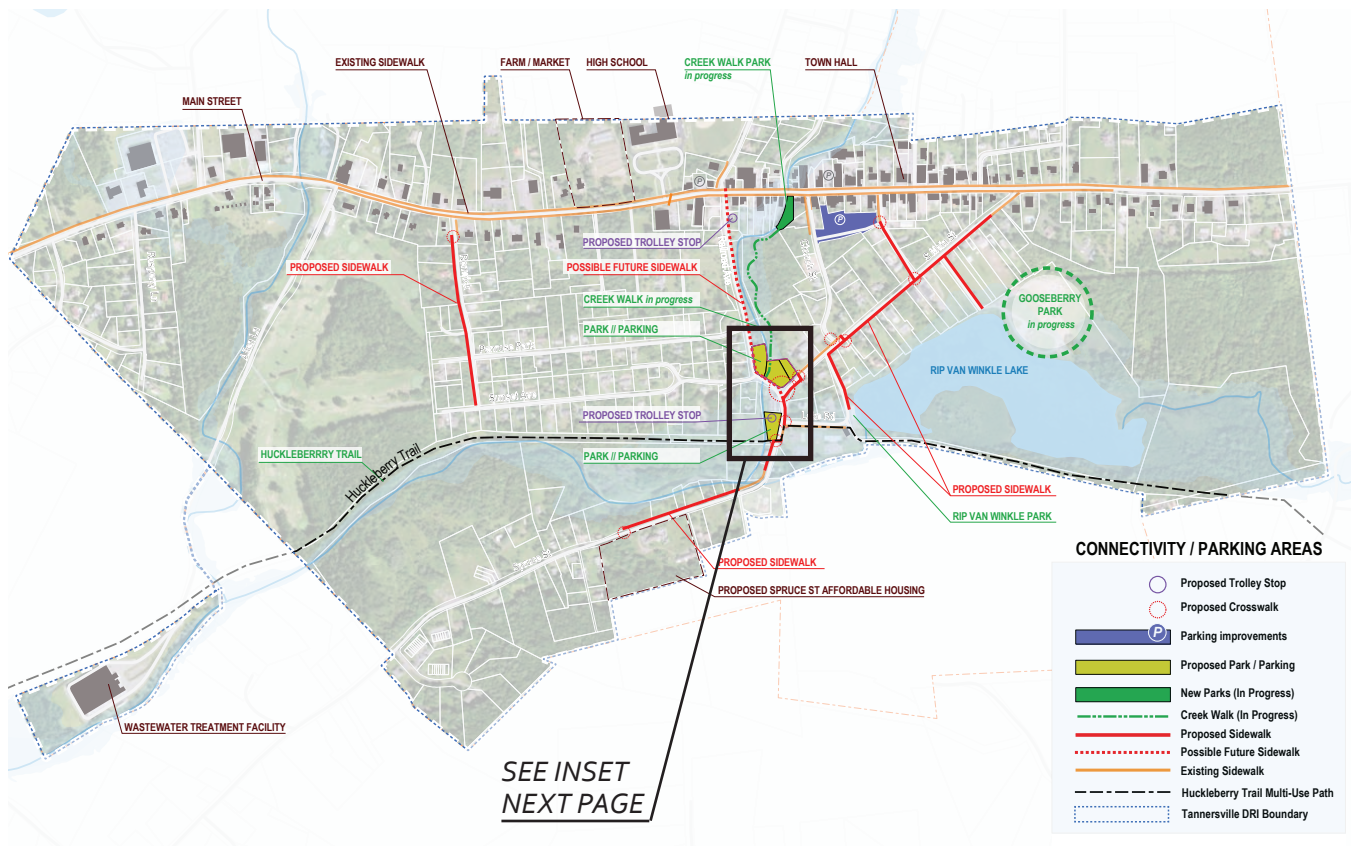 EXISTING SIDEWALK
FARM / MARKET
HIGH SCHOOL
CREEK WALK PARK
in progress
TOWN HALL
MAIN STREET
P
P
P
PROPOSED TROLLEY STOP
PROPOSED SIDEWALK
POSSIBLE FUTURE SIDEWALK
CREEK WALK in progress
GOOSEBERRY
PARK
in progress
PARK // PARKING
RIP VAN WINKLE LAKE
PROPOSED TROLLEY STOP
HUCKLEBERRRY TRAIL
Huckleberry Trail
PARK // PARKING
PROPOSED SIDEWALK
RIP VAN WINKLE PARK
PROPOSED SIDEWALK
PROPOSED SPRUCE ST AFFORDABLE HOUSING
WASTEWATER TREATMENT FACILITY
SEE INSET
NEXT PAGE
CONNECTIVITY / PARKING AREAS
Proposed Trolley Stop
Proposed Crosswalk
P
Parking improvements
Proposed Park / Parking
New Parks (In Progress)
Creek Walk (In Progress)
Proposed Sidewalk
Possible Future Sidewalk
Existing Sidewalk
Huckleberry Trail Multi-Use Path
Tannersville DRI Boundary